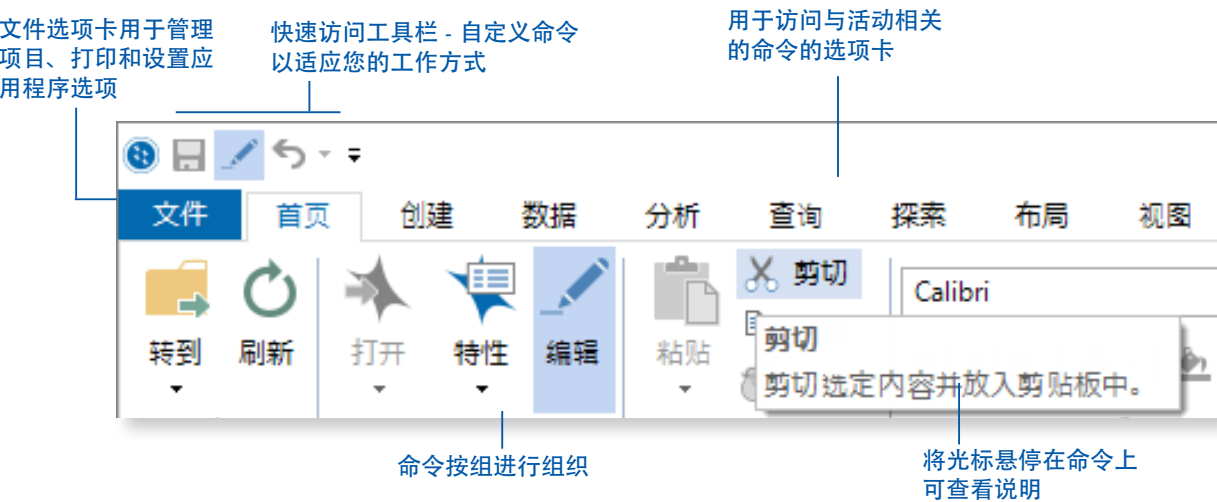 文件选项卡用于管理
项目、打印和设置应
用程序选项
快速访问工具栏 - 自定义命令
以适应您的工作方式
用于访问与活动相关
的命令的选项卡
文件 首页 创建 数据 分析 查询 探索 布局 视图
转到 刷新 打开 特性 编辑 粘贴 剪切 Calibri
剪切
剪切选定内容并放入剪贴板中。
命令按组进行组织
将光标悬停在命令上
可查看说明